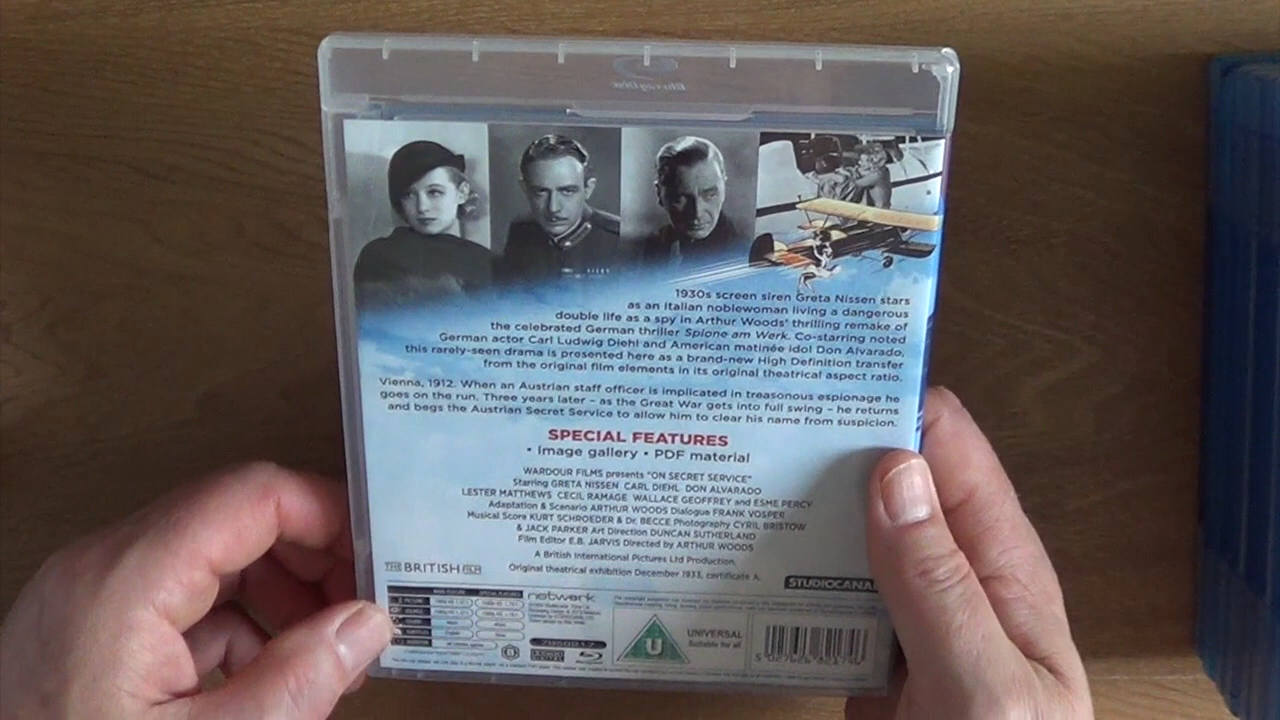 1930s screen siren Greta Nissen stars
as an Italian noblewoman living a dangerous
double life as a spy in Arthur Woods' thrilling remake of
the celebrated German thriller Spione am Werk. Co-starring noted
German actor Carl Ludwig Diehl and American matinée idol Don Alvarado,
this rarely-seen drama is presented here as a brand-new High Definition transfer
from the original film elements in its original theatrical aspect ratio.
Vienna, 1912. When an Austrian staff officer is implicated in treasonous espionage he
goes on the run. Three years later – as the Great War gets into full swing – he returns
and begs the Austrian Secret Service to allow him to clear his name from suspicion.
SPECIAL FEATURES
• Image gallery • PDF material
WARDOUR FILMS presents "ON SECRET SERVICE"
Starring GRETA NISSEN CARL DIEHL DON ALVARADO
LESTER MATTHEWS CECIL RAMAGE WALLACE GEOFFREY and ESME PERCY
Adaptation & Scenario ARTHUR WOODS Dialogue FRANK VOSPER
Musical Score KURT SCHROEDER & Dr. BECCE Photography CYRIL BRISTOW
& JACK PARKER Art Direction DUNCAN SUTHERLAND
Film Editor E.B. JARVIS Directed by ARTHUR WOODS
A British International Pictures Ltd Production.
Original theatrical exhibition December 1933, certificate A.
THE BRITISH FILM
STUDIOCANAL
MAIN FEATURE SPECIAL FEATURES
network
U
UNIVERSAL
Suitable for all